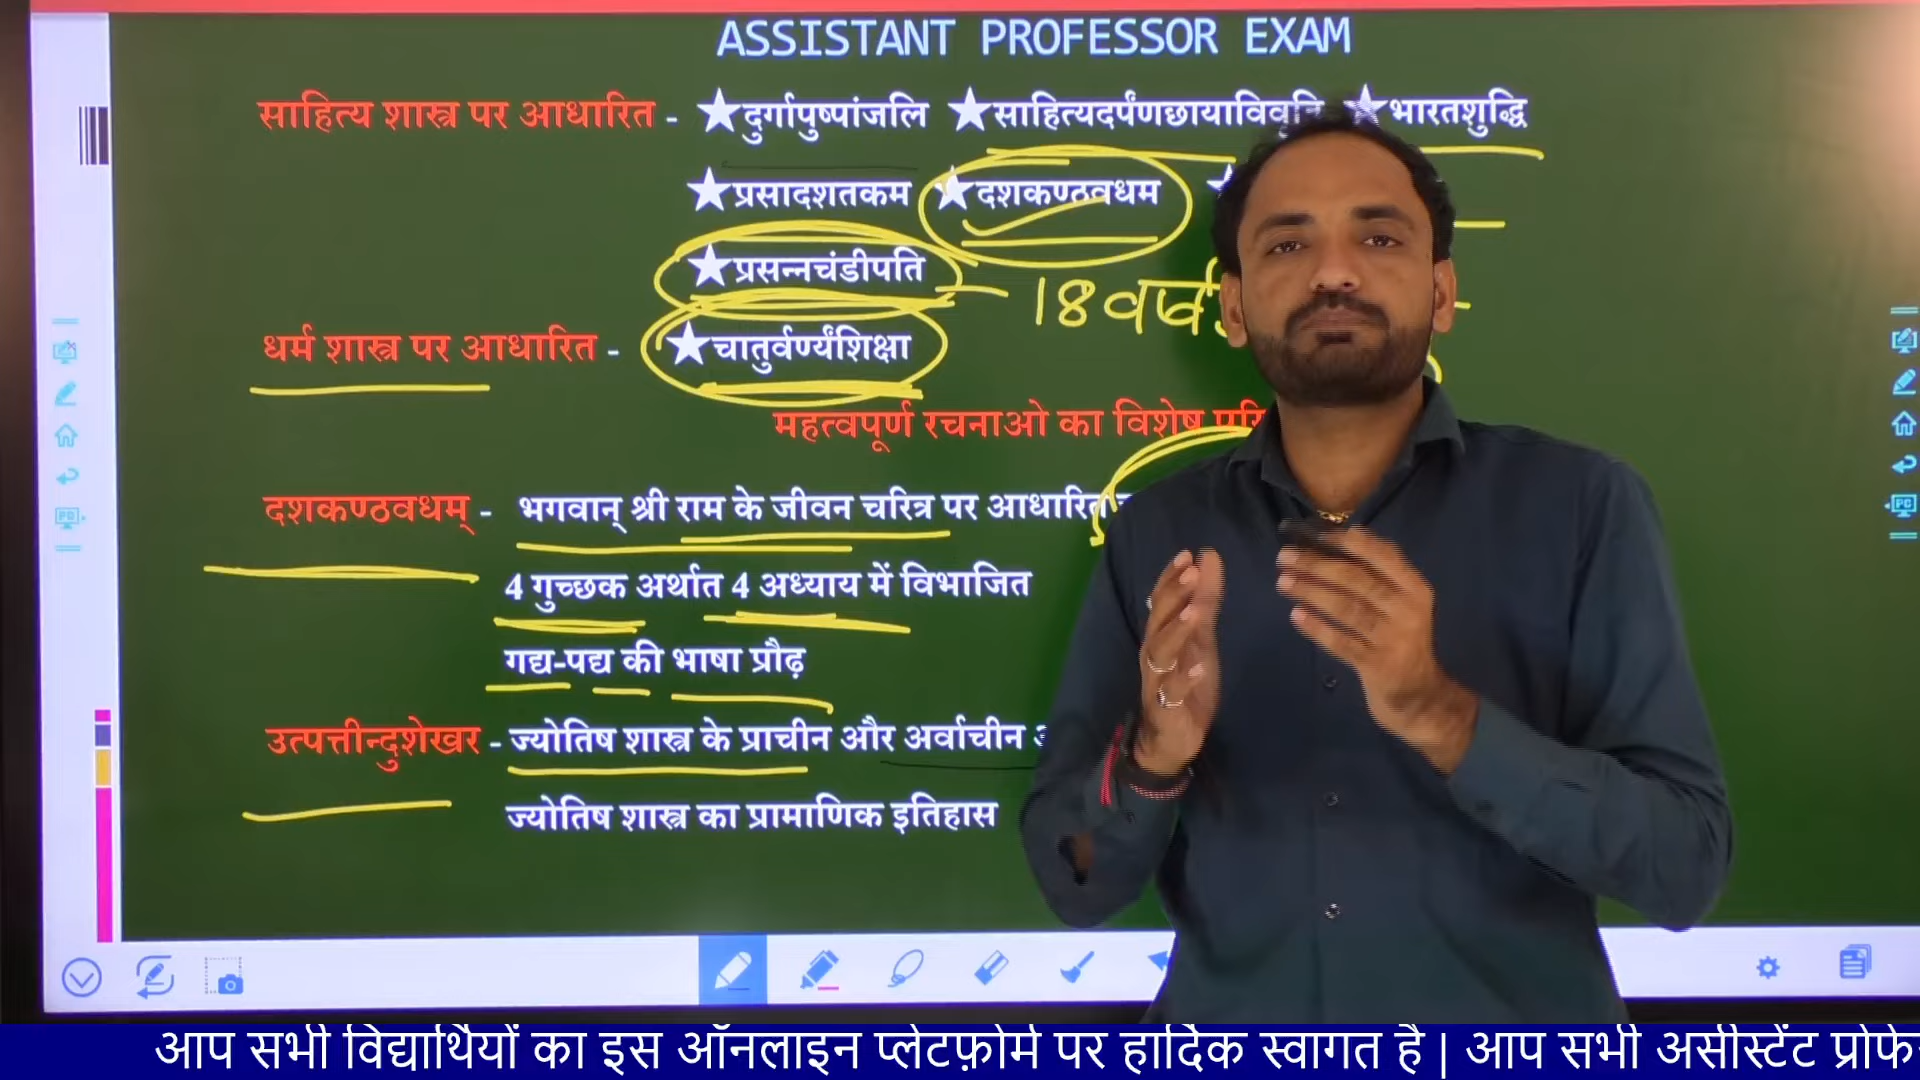 ASSISTANT PROFESSOR EXAM
साहित्य शास्त्र पर आधारित - ★दुर्गापुष्पांजलि ★साहित्यदर्पणछायाविवृति ★भारतशुद्धि
★प्रसादशतकम ★दशकण्ठवधम
★प्रसन्नचंडीपति 18 वर्ष
धर्म शास्त्र पर आधारित - ★चातुर्वर्ण्यशिक्षा
महत्वपूर्ण रचनाओ का विशेष
दशकण्ठवधम् - भगवान् श्री राम के जीवन चरित्र पर आधारित
4 गुच्छक अर्थात 4 अध्याय में विभाजित
गद्य-पद्य की भाषा प्रौढ़
उत्पत्तीन्दुशेखर - ज्योतिष शास्त्र के प्राचीन और अर्वाचीन
ज्योतिष शास्त्र का प्रामाणिक इतिहास
आप सभी विद्यार्थियों का इस ऑनलाइन प्लेटफ़ोर्म पर हार्दिक स्वागत है | आप सभी असीस्टेंट